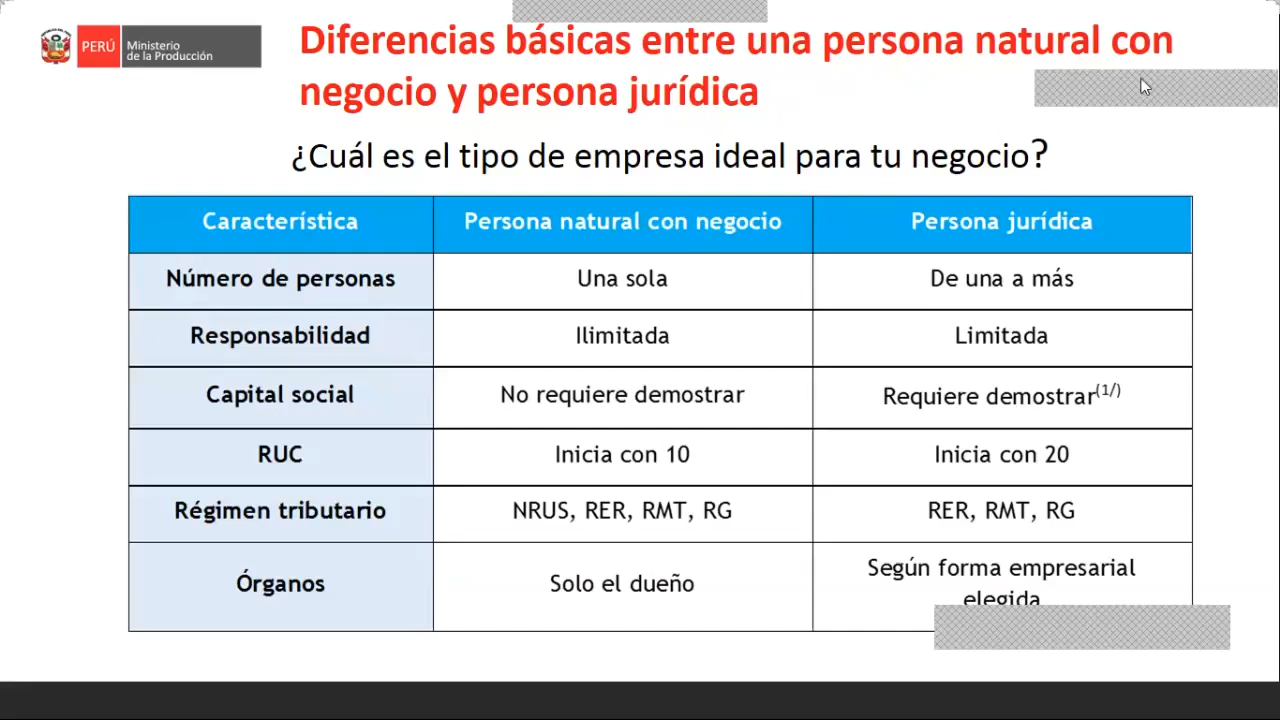 PERÚ
Ministerio
de la Producción
Diferencias básicas entre una persona natural con
negocio y persona jurídica
¿Cuál es el tipo de empresa ideal para tu negocio?
Característica Persona natural con negocio Persona jurídica
Número de personas Una sola De una a más
Responsabilidad Ilimitada Limitada
Capital social No requiere demostrar Requiere demostrar(1/)
RUC Inicia con 10 Inicia con 20
Régimen tributario NRUS, RER, RMT, RG RER, RMT, RG
Órganos Solo el dueño Según forma empresarial
elegida